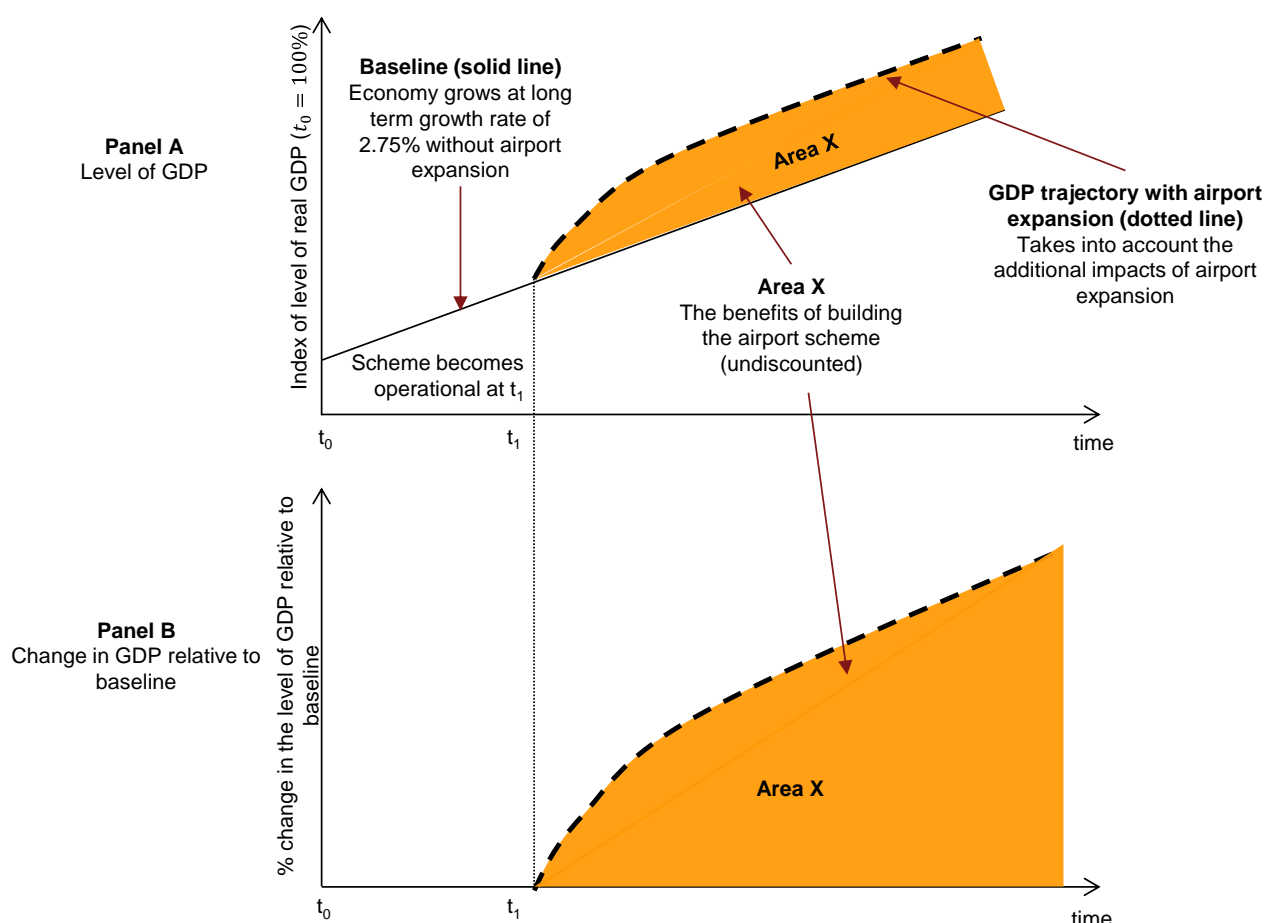 Index of level of real GDP (t₀ = 100%)
Baseline (solid line)
Economy grows at long
term growth rate of
2.75% without airport
expansion
Panel A
Level of GDP
Area X
GDP trajectory with airport
expansion (dotted line)
Takes into account the
additional impacts of airport
expansion
Area X
The benefits of building
the airport scheme
(undiscounted)
Scheme becomes
operational at t₁
t₀
t₁
time
% change in the level of GDP relative to
baseline
Panel B
Change in GDP relative to
baseline
Area X
t₀
t₁
time